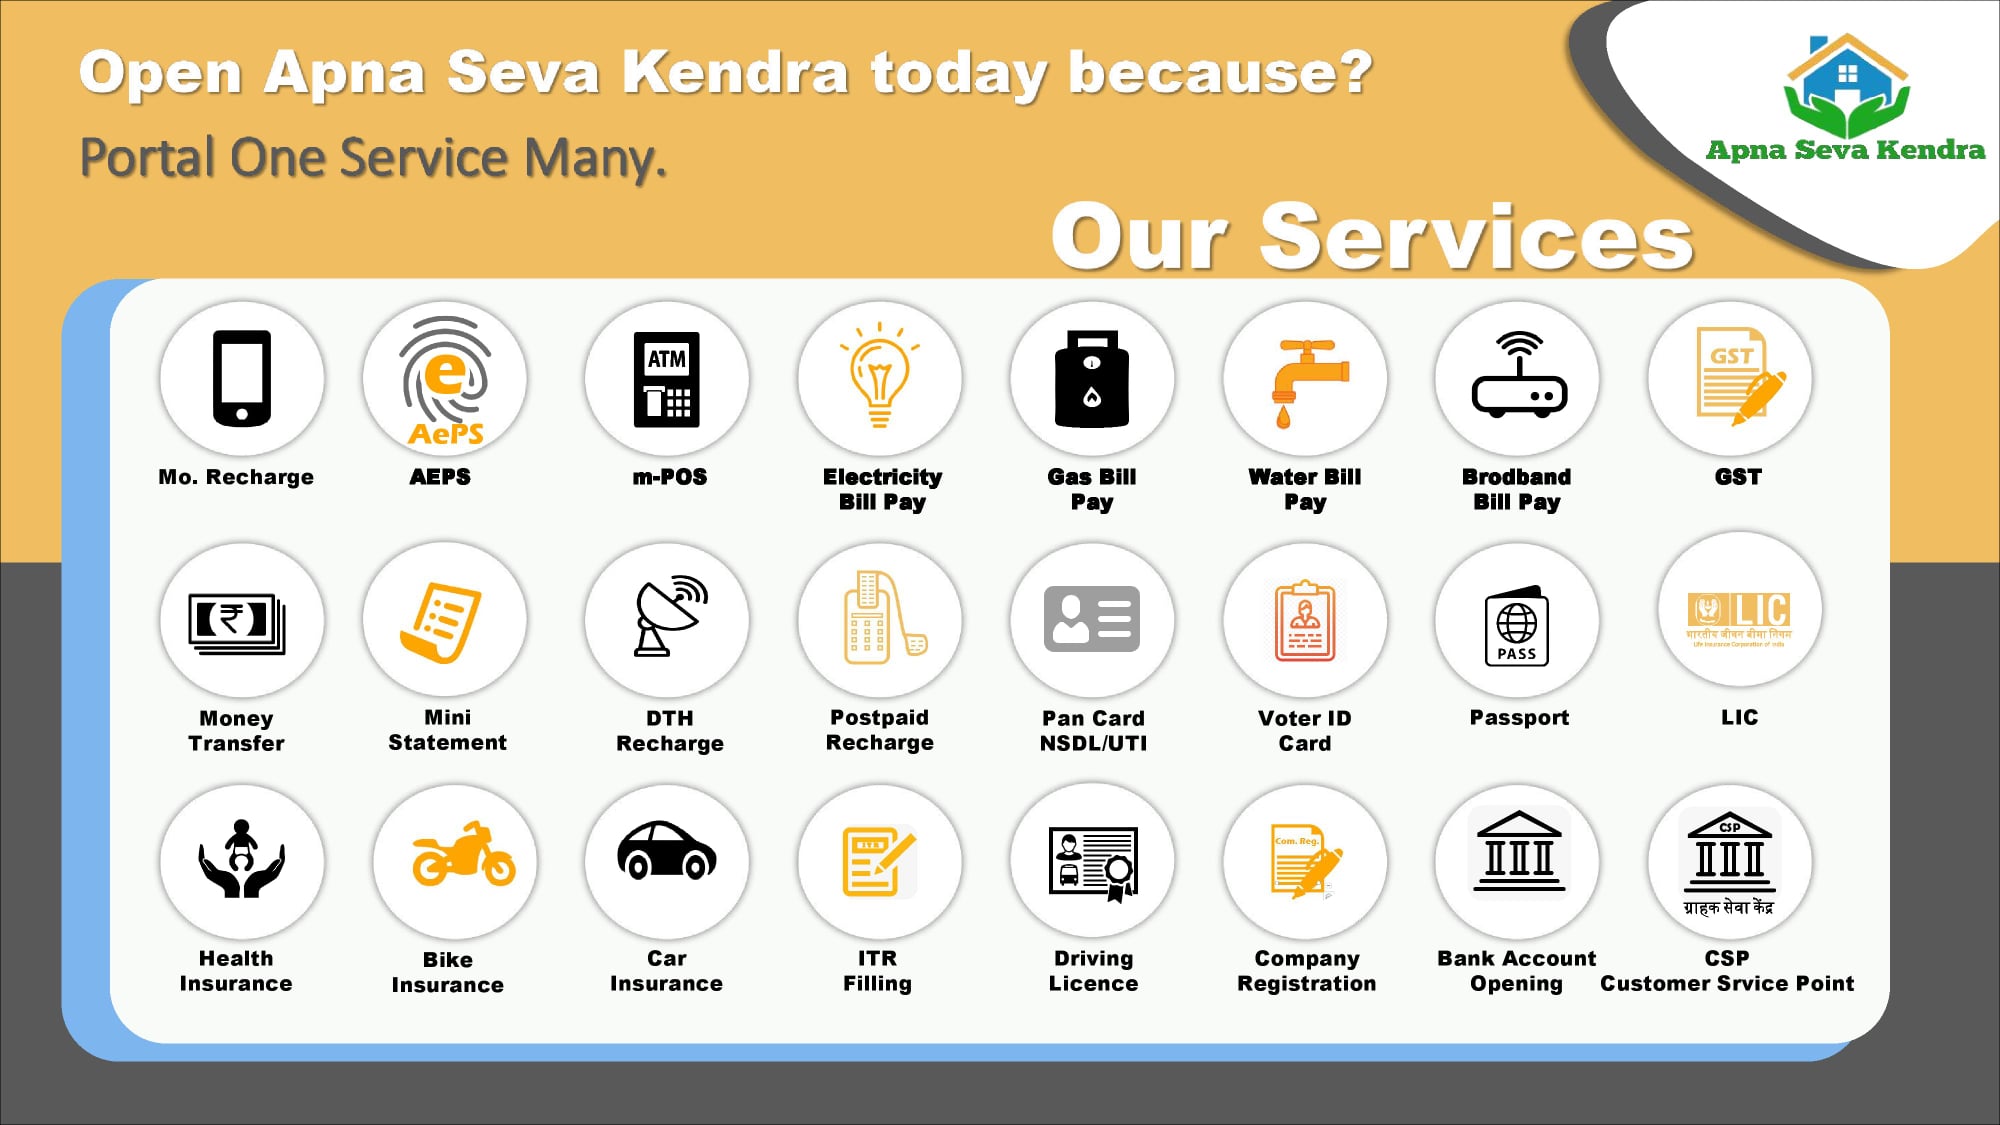 Open Apna Seva Kendra today because?
Portal One Service Many.
Apna Seva Kendra
Our Services
e
AePS
ATM
GST
Mo. Recharge
AEPS
m-POS
Electricity
Bill Pay
Gas Bill
Pay
Water Bill
Pay
Brodband
Bill Pay
GST
₹
PASS
LIC
भारतीय जीवन बीमा निगम
Life Insurance Corporation of India
Money
Transfer
Mini
Statement
DTH
Recharge
Postpaid
Recharge
Pan Card
NSDL/UTI
Voter ID
Card
Passport
LIC
ITR
Com. Reg.
CSP
ग्राहक सेवा केंद्र
Health
Insurance
Bike
Insurance
Car
Insurance
ITR
Filling
Driving
Licence
Company
Registration
Bank Account
Opening
CSP
Customer Srvice Point